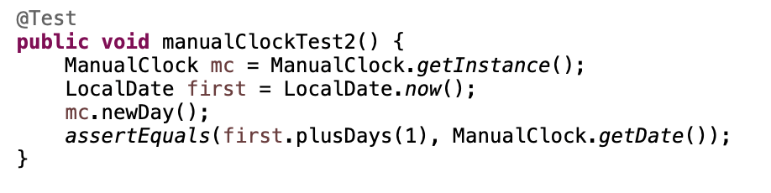 @Test
public void manualClockTest2() {
    ManualClock mc = ManualClock.getInstance();
    LocalDate first = LocalDate.now();
    mc.newDay();
    assertEquals(first.plusDays(1), ManualClock.getDate());
}